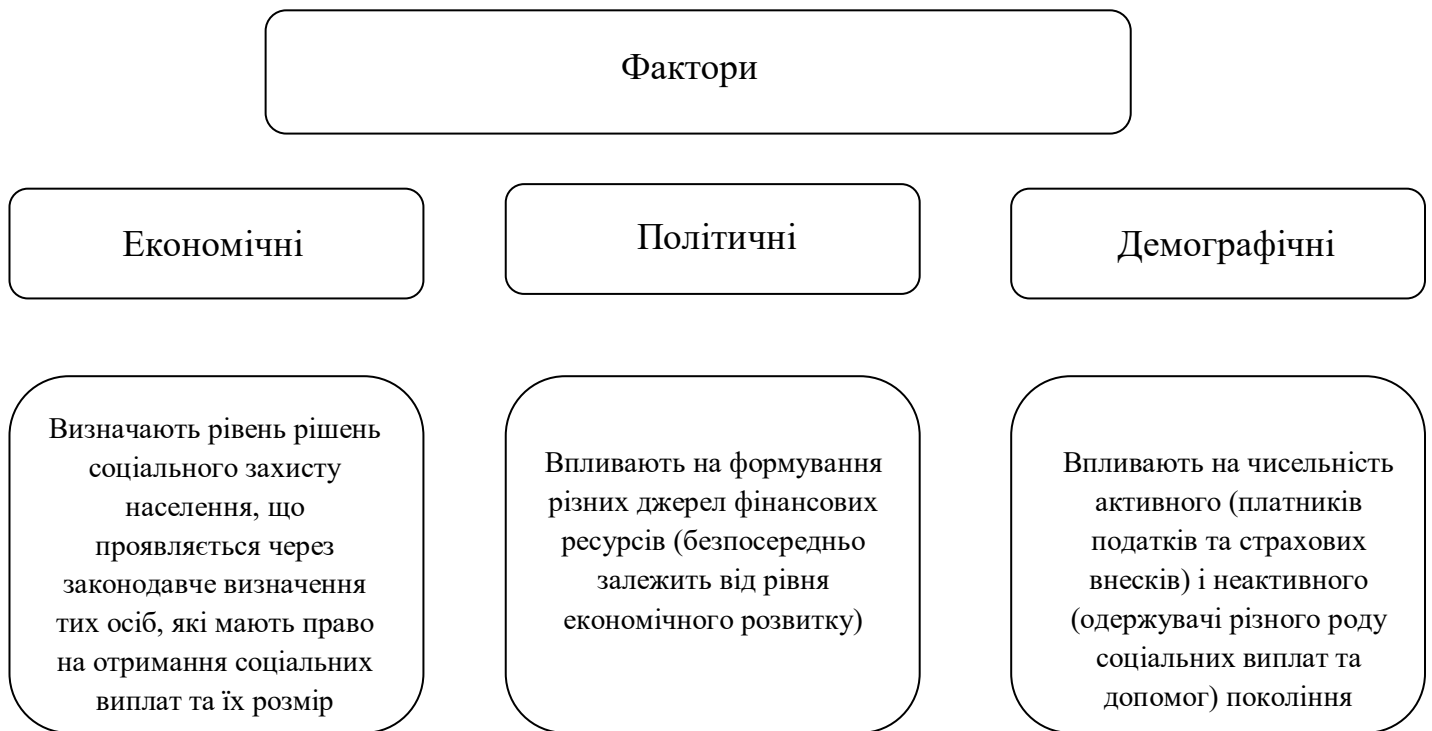 Фактори
Економічні
Політичні
Демографічні
Визначають рівень рішень
соціального захисту
населення, що
проявляється через
законодавче визначення
тих осіб, які мають право
на отримання соціальних
виплат та їх розмір
Впливають на формування
різних джерел фінансових
ресурсів (безпосередньо
залежить від рівня
економічного розвитку)
Впливають на чисельність
активного (платників
податків та страхових
внесків) і неактивного
(одержувачі різного роду
соціальних виплат та
допомог) покоління